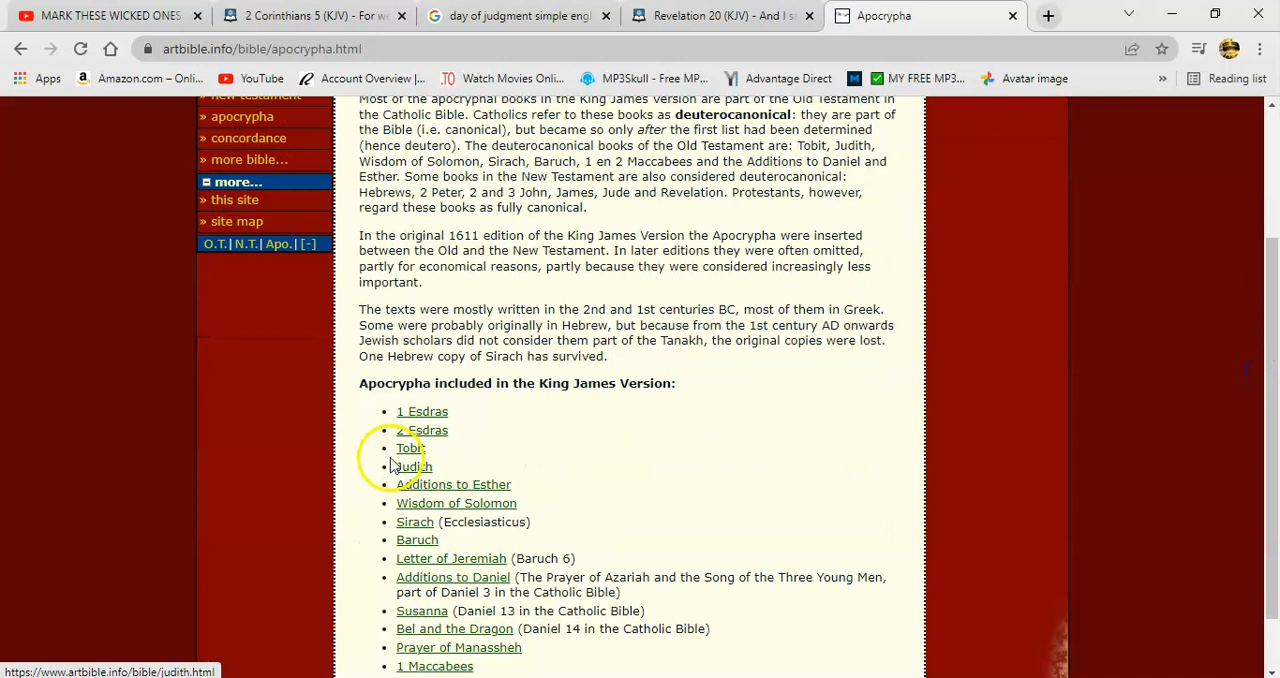 MARK THESE WICKED ONES
2 Corinthians 5 (KJV) - For we
day of judgment simple engl
Revelation 20 (KJV) - And I sa
Apocrypha
artbible.info/bible/apocrypha.html
Apps
Amazon.com – Onli...
YouTube
Account Overview |...
Watch Movies Onlin...
MP3Skull - Free MP...
Advantage Direct
MY FREE MP3...
Avatar image
»
Reading list
» new testament
» apocrypha
» concordance
» more bible...
more...
» this site
» site map
O.T.| N.T.| Apo.| [-]
Most of the apocryphal books in the King James Version are part of the Old Testament in
the Catholic Bible. Catholics refer to these books as deuterocanonical: they are part of
the Bible (i.e. canonical), but became so only after the first list had been determined
(hence deutero). The deuterocanonical books of the Old Testament are: Tobit, Judith,
Wisdom of Solomon, Sirach, Baruch, 1 en 2 Maccabees and the Additions to Daniel and
Esther. Some books in the New Testament are also considered deuterocanonical:
Hebrews, 2 Peter, 2 and 3 John, James, Jude and Revelation. Protestants, however,
regard these books as fully canonical.
In the original 1611 edition of the King James Version the Apocrypha were inserted
between the Old and the New Testament. In later editions they were often omitted,
partly for economical reasons, partly because they were considered increasingly less
important.
The texts were mostly written in the 2nd and 1st centuries BC, most of them in Greek.
Some were probably originally in Hebrew, but because from the 1st century AD onwards
Jewish scholars did not consider them part of the Tanakh, the original copies were lost.
One Hebrew copy of Sirach has survived.
Apocrypha included in the King James Version:
• 1 Esdras
• 2 Esdras
• Tobit
• Judith
• Additions to Esther
• Wisdom of Solomon
• Sirach (Ecclesiasticus)
• Baruch
• Letter of Jeremiah (Baruch 6)
• Additions to Daniel (The Prayer of Azariah and the Song of the Three Young Men,
part of Daniel 3 in the Catholic Bible)
• Susanna (Daniel 13 in the Catholic Bible)
• Bel and the Dragon (Daniel 14 in the Catholic Bible)
• Prayer of Manassheh
• 1 Maccabees
https://www.artbible.info/bible/judith.html